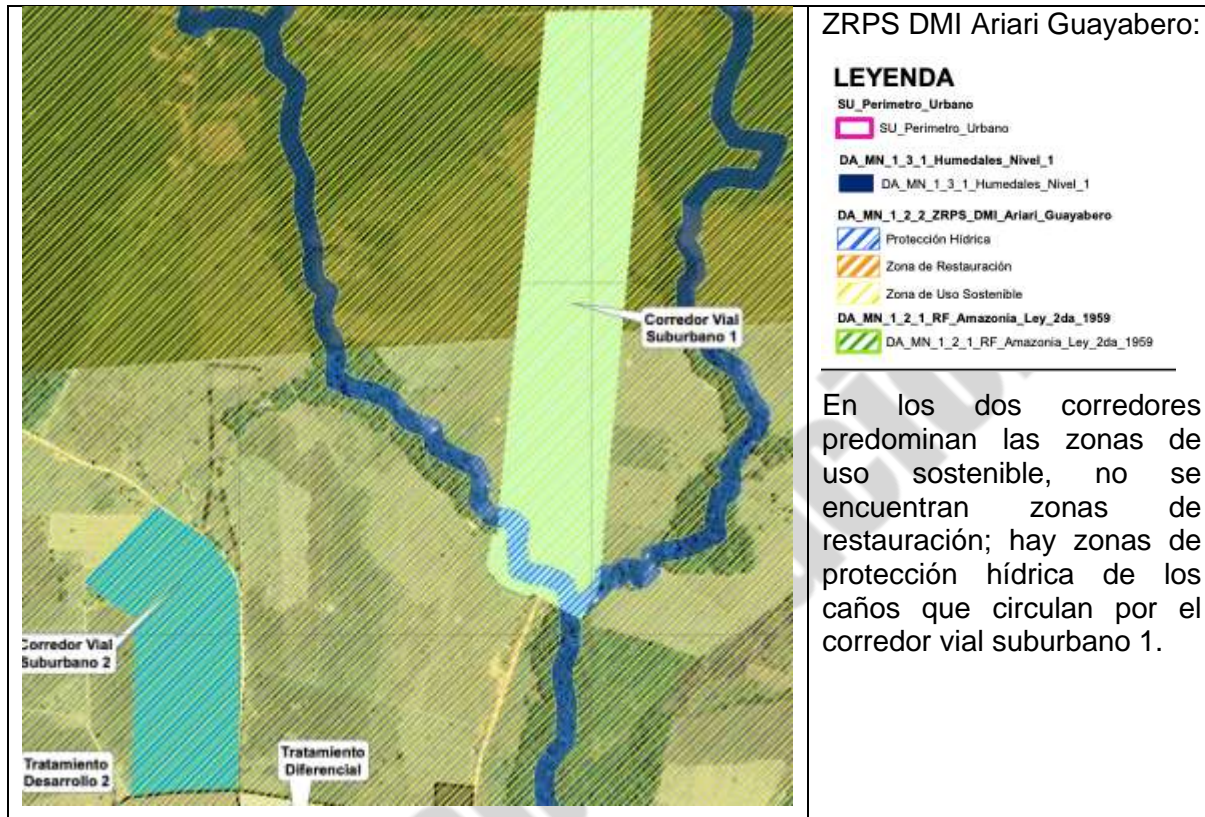 Corredor Vial
Suburbano 1
Corredor Vial
Suburbano 2
Tratamiento
Desarrollo 2
Tratamiento
Diferencial
ZRPS DMI Ariari Guayabero:
LEYENDA
SU_Perimetro_Urbano
SU_Perimetro_Urbano
DA_MN_1_3_1_Humedales_Nivel_1
DA_MN_1_3_1_Humedales_Nivel_1
DA_MN_1_2_2_ZRPS_DMI_Ariari_Guayabero
Protección Hídrica
Zona de Restauración
Zona de Uso Sostenible
DA_MN_1_2_1_RF_Amazonia_Ley_2da_1959
DA_MN_1_2_1_RF_Amazonia_Ley_2da_1959
En los dos corredores
predominan las zonas de
uso sostenible, no se
encuentran zonas de
restauración; hay zonas de
protección hídrica de los
caños que circulan por el
corredor vial suburbano 1.